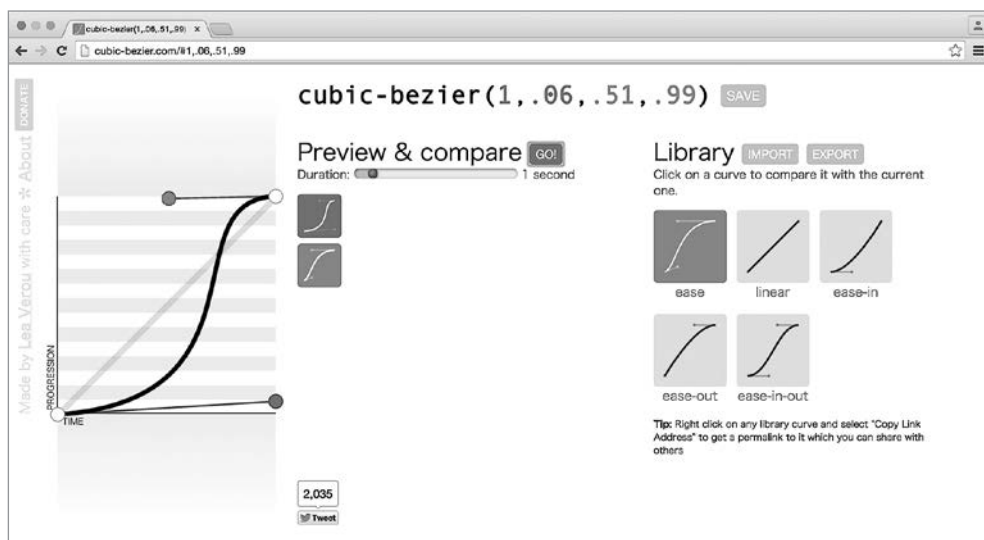 cubic-bezier(1,.06,.51,.99) x
cubic-bezier.com/#1,.06,.51,.99
Made by Lea Verou with care * About DONATE
cubic-bezier(1,.06,.51,.99) SAVE
Preview & compare GO!
Duration: 1 second
Library IMPORT EXPORT
Click on a curve to compare it with the current
one.
ease linear ease-in
ease-out ease-in-out
Tip: Right click on any library curve and select "Copy Link
Address" to get a permalink to it which you can share with
others
PROGRESSION
TIME
2,035
Tweet